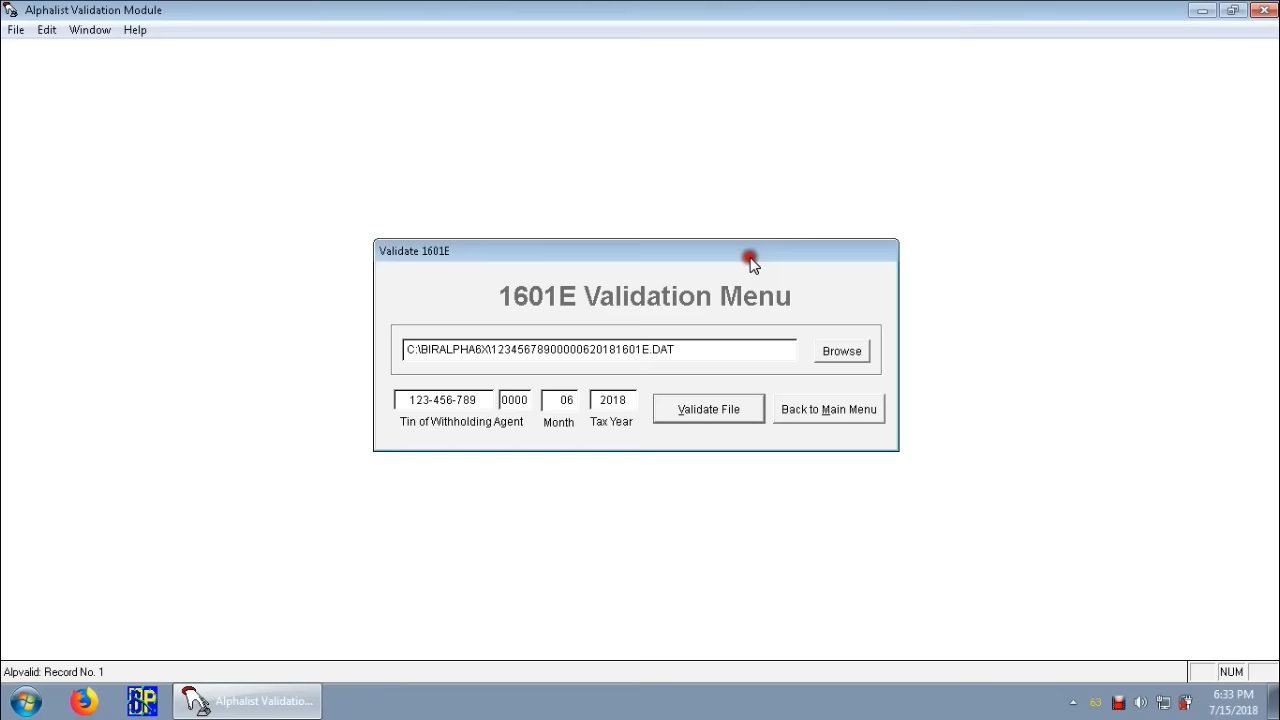 Alphalist Validation Module
File Edit Window Help
Validate 1601E
1601E Validation Menu
C:\BIRALPHA6X\12345678900000620181601E.DAT
Browse
123-456-789 0000 06 2018
Validate File
Back to Main Menu
Tin of Withholding Agent Month Tax Year
Alpvalid: Record No. 1
NUM
Alphalist Validatio...
63
6:33 PM
7/15/2018